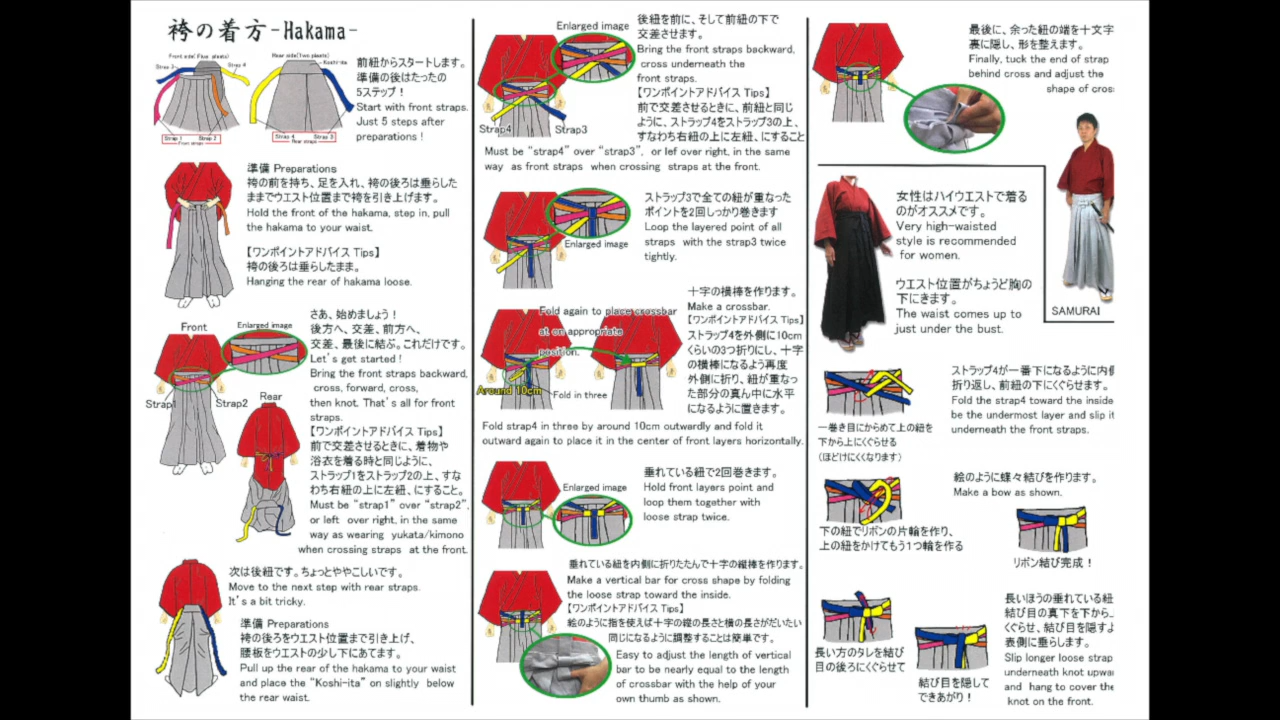 袴の着方-Hakama-
Front side(Five pleats)
Strap 3
Strap 4
Strap 1
Strap 2
Front straps
Rear side(Two pleats)
Koshi-ita
Strap 4
Strap 3
Rear straps
前紐からスタートします。
準備の後はたったの
5ステップ！
Start with front straps.
Just 5 steps after
preparations！
準備 Preparations
袴の前を持ち、足を入れ、袴の後ろは垂らした
ままでウエスト位置まで袴を引き上げます。
Hold the front of the hakama, step in, pull
the hakama to your waist.
【ワンポイントアドバイス Tips】
袴の後ろは垂らしたまま。
Hanging the rear of hakama loose.
Front
Enlarged image
Strap1
Strap2
Rear
さあ、始めましょう！
後方へ、交差、前方へ、
交差、最後に結ぶ。これだけです。
Let's get started！
Bring the front straps backward,
cross, forward, cross,
then knot. That's all for front
straps.
【ワンポイントアドバイス Tips】
前で交差させるときに、着物や
浴衣を着る時と同じように、
ストラップ1をストラップ2の上、すな
わち右紐の上に左紐、にすること。
Must be “strap1” over “strap2”,
or left over right, in the same
way as wearing yukata/kimono
when crossing straps at the front.
次は後紐です。ちょっとややこしいです。
Move to the next step with rear straps.
It's a bit tricky.
準備 Preparations
袴の後ろをウエスト位置まで引き上げ、
腰板をウエストの少し下にあてます。
Pull up the rear of the hakama to your waist
and place the “Koshi-ita” on slightly below
the rear waist.
Enlarged image
Strap4
Strap3
後紐を前に、そして前紐の下で
交差させます。
Bring the front straps backward,
cross underneath the
front straps.
【ワンポイントアドバイス Tips】
前で交差させるときに、前紐と同じ
ように、ストラップ4をストラップ3の上、
すなわち右紐の上に左紐、にすること
Must be “strap4” over “strap3”, or lef over right, in the same
way as front straps when crossing straps at the front.
Enlarged image
ストラップ3で全ての紐が重なった
ポイントを2回しっかり巻きます
Loop the layered point of all
straps with the strap3 twice
tightly.
Fold again to place crossbar
at on appropriate
position.
Around 10cm
Fold in three
十字の横棒を作ります。
Make a crossbar.
【ワンポイントアドバイス Tips】
ストラップ4を外側に10cm
くらいの3つ折りにし、十字
の横棒になるよう再度
外側に折り、紐が重なっ
た部分の真ん中に水平
になるように置きます。
Fold strap4 in three by around 10cm outwardly and fold it
outward again to place it in the center of front layers horizontally.
Enlarged image
垂れている紐で2回巻きます。
Hold front layers point and
loop them together with
loose strap twice.
垂れている紐を内側に折りたたんで十字の縦棒を作ります。
Make a vertical bar for cross shape by folding
the loose strap toward the inside.
【ワンポイントアドバイス Tips】
絵のように指を使えば十字の縦の長さと横の長さがだいたい
同じになるように調整することは簡単です。
Easy to adjust the length of vertical
bar to be nearly equal to the length
of crossbar with the help of your
own thumb as shown.
最後に、余った紐の端を十文字
裏に隠し、形を整えます。
Finally, tuck the end of strap
behind cross and adjust the
shape of cros
SAMURAI
女性はハイウエストで着る
のがオススメです。
Very high-waisted
style is recommended
for women.
ウエスト位置がちょうど胸の
下にきます。
The waist comes up to
just under the bust.
一巻き目にからめて上の紐を
下から上にくぐらせる
（ほどけにくくなります）
ストラップ4が一番下になるように内側
折り返し、前紐の下にくぐらせます。
Fold the strap4 toward the inside
be the undermost layer and slip it
underneath the front straps.
下の紐でリボンの片輪を作り、
上の紐をかけてもう1つ輪を作る
絵のように蝶々結びを作ります。
Make a bow as shown.
リボン結び完成！
長い方のタレを結び
目の後ろにくぐらせて
結び目を隠して
できあがり！
長いほうの垂れている紐
結び目の真下を下から
くぐらせ、結び目を隠すよ
表側に垂らします。
Slip longer loose strap
underneath knot upwa
and hang to cover the
knot on the front.